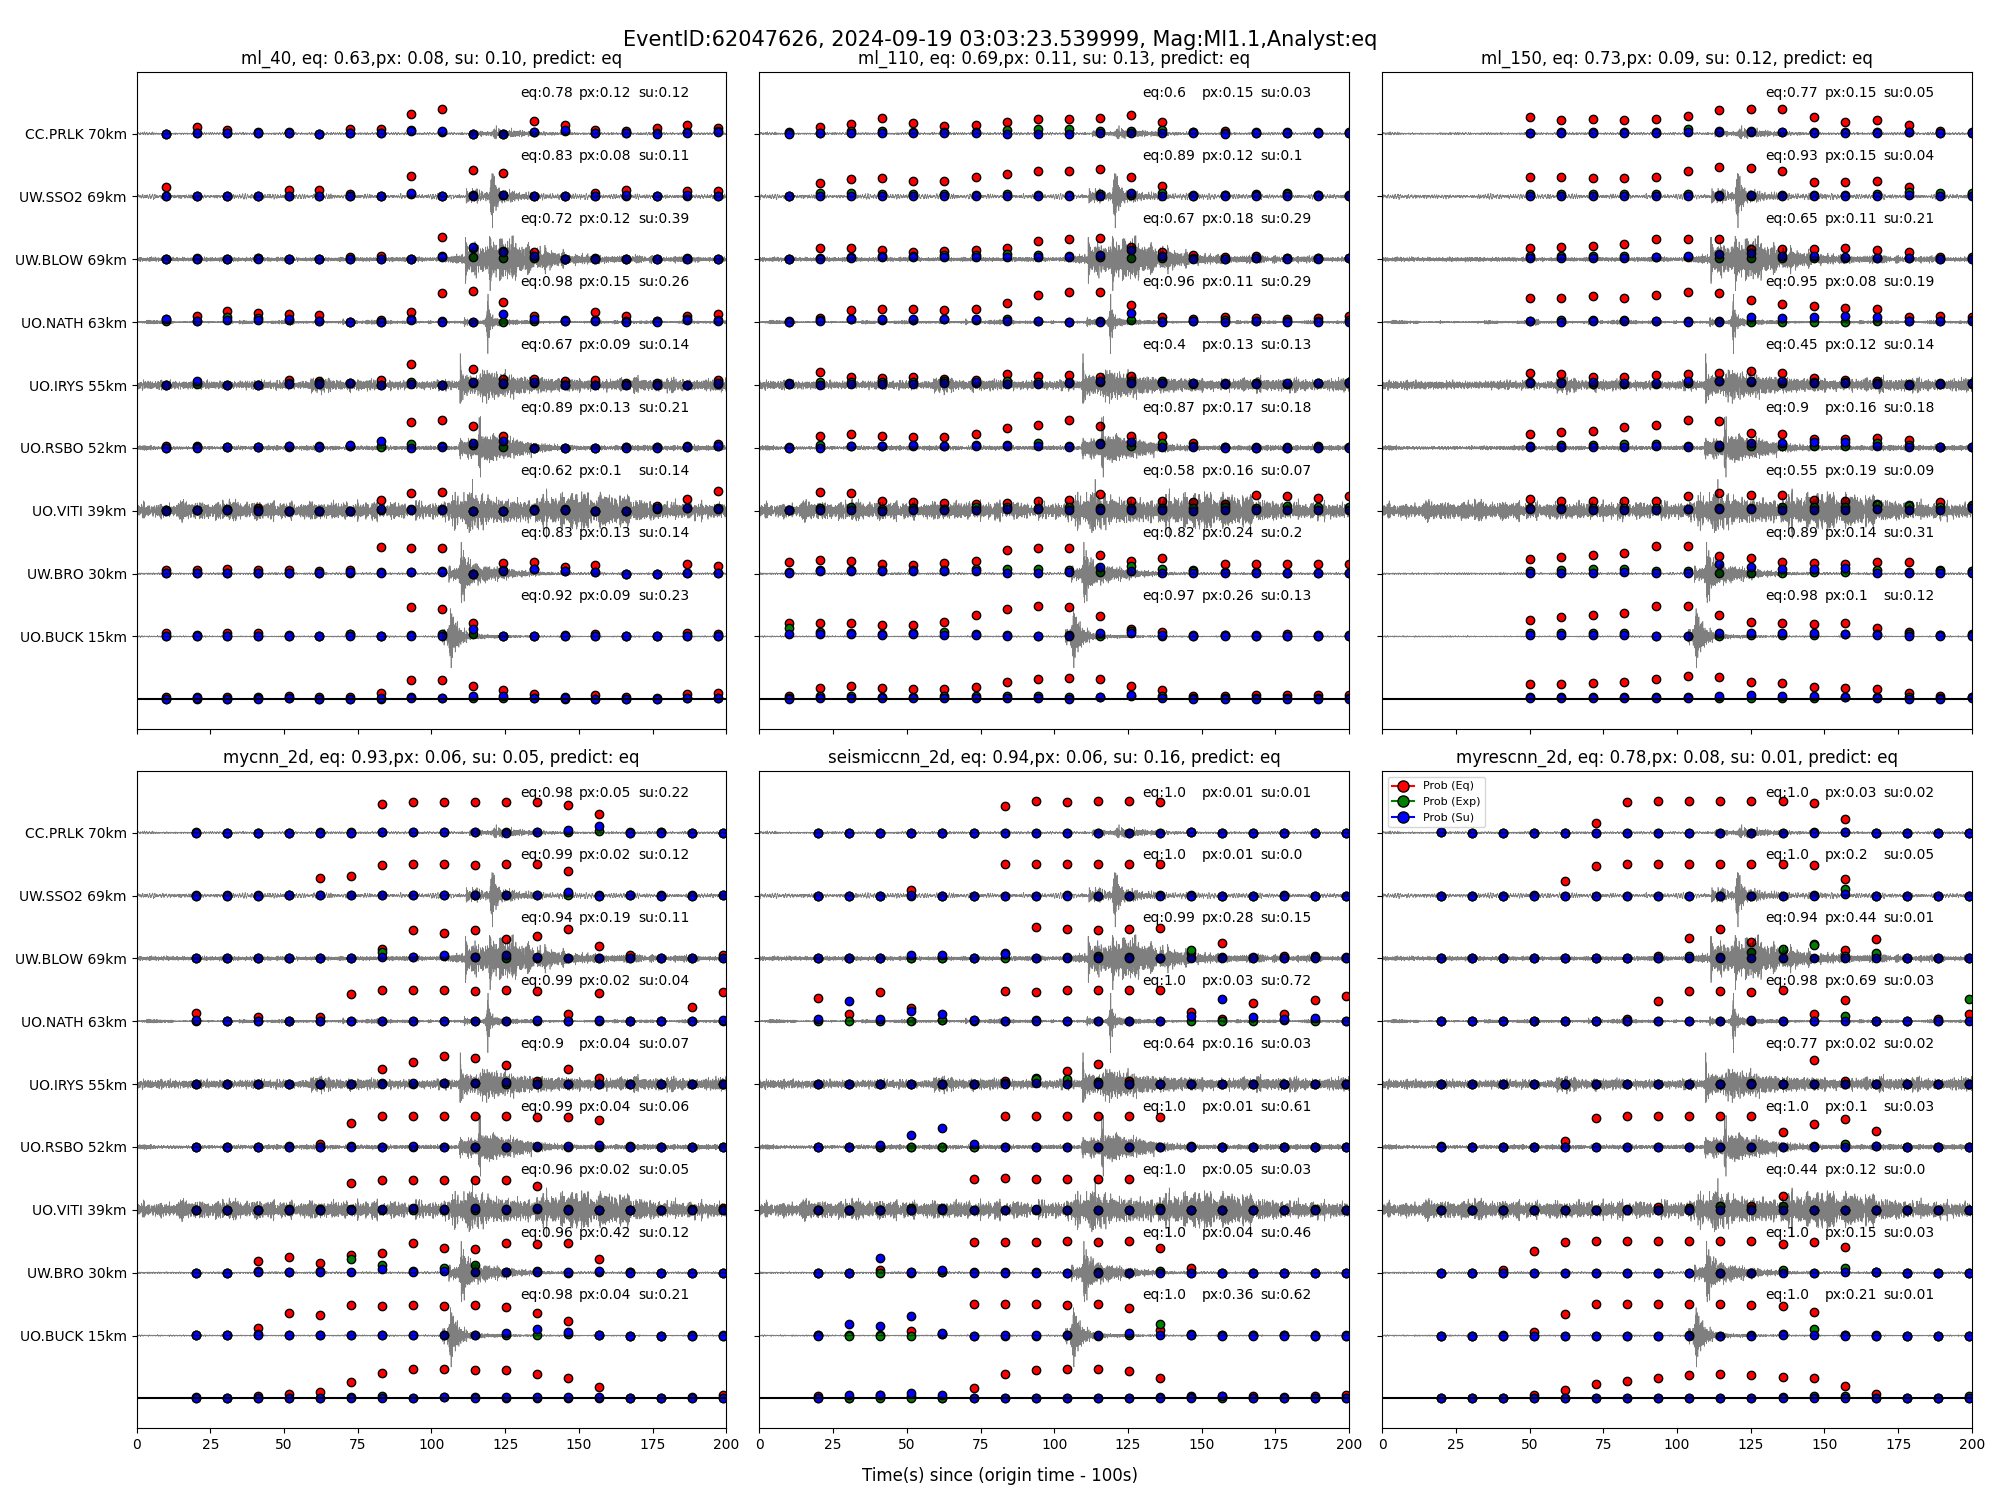 EventID:62047626, 2024-09-19 03:03:23.539999, Mag:Ml1.1,Analyst:eq
ml_40, eq: 0.63,px: 0.08, su: 0.10, predict: eq
CC.PRLK 70km
UW.SSO2 69km
UW.BLOW 69km
UO.NATH 63km
UO.IRYS 55km
UO.RSBO 52km
UO.VITI 39km
UW.BRO 30km
UO.BUCK 15km
eq:0.78 px:0.12 su:0.12
eq:0.83 px:0.08 su:0.11
eq:0.72 px:0.12 su:0.39
eq:0.98 px:0.15 su:0.26
eq:0.67 px:0.09 su:0.14
eq:0.89 px:0.13 su:0.21
eq:0.62 px:0.1 su:0.14
eq:0.83 px:0.13 su:0.14
eq:0.92 px:0.09 su:0.23
ml_110, eq: 0.69,px: 0.11, su: 0.13, predict: eq
eq:0.6 px:0.15 su:0.03
eq:0.89 px:0.12 su:0.1
eq:0.67 px:0.18 su:0.29
eq:0.96 px:0.11 su:0.29
eq:0.4 px:0.13 su:0.13
eq:0.87 px:0.17 su:0.18
eq:0.58 px:0.16 su:0.07
eq:0.82 px:0.24 su:0.2
eq:0.97 px:0.26 su:0.13
ml_150, eq: 0.73,px: 0.09, su: 0.12, predict: eq
eq:0.77 px:0.15 su:0.05
eq:0.93 px:0.15 su:0.04
eq:0.65 px:0.11 su:0.21
eq:0.95 px:0.08 su:0.19
eq:0.45 px:0.12 su:0.14
eq:0.9 px:0.16 su:0.18
eq:0.55 px:0.19 su:0.09
eq:0.89 px:0.14 su:0.31
eq:0.98 px:0.1 su:0.12
mycnn_2d, eq: 0.93,px: 0.06, su: 0.05, predict: eq
CC.PRLK 70km
UW.SSO2 69km
UW.BLOW 69km
UO.NATH 63km
UO.IRYS 55km
UO.RSBO 52km
UO.VITI 39km
UW.BRO 30km
UO.BUCK 15km
eq:0.98 px:0.05 su:0.22
eq:0.99 px:0.02 su:0.12
eq:0.94 px:0.19 su:0.11
eq:0.99 px:0.02 su:0.04
eq:0.9 px:0.04 su:0.07
eq:0.99 px:0.04 su:0.06
eq:0.96 px:0.02 su:0.05
eq:0.96 px:0.42 su:0.12
eq:0.98 px:0.04 su:0.21
0 25 50 75 100 125 150 175 200
seismiccnn_2d, eq: 0.94,px: 0.06, su: 0.16, predict: eq
eq:1.0 px:0.01 su:0.01
eq:1.0 px:0.01 su:0.0
eq:0.99 px:0.28 su:0.15
eq:1.0 px:0.03 su:0.72
eq:0.64 px:0.16 su:0.03
eq:1.0 px:0.01 su:0.61
eq:1.0 px:0.05 su:0.03
eq:1.0 px:0.04 su:0.46
eq:1.0 px:0.36 su:0.62
0 25 50 75 100 125 150 175 200
myrescnn_2d, eq: 0.78,px: 0.08, su: 0.01, predict: eq
Prob (Eq)
Prob (Exp)
Prob (Su)
eq:1.0 px:0.03 su:0.02
eq:1.0 px:0.2 su:0.05
eq:0.94 px:0.44 su:0.01
eq:0.98 px:0.69 su:0.03
eq:0.77 px:0.02 su:0.02
eq:1.0 px:0.1 su:0.03
eq:0.44 px:0.12 su:0.0
eq:1.0 px:0.15 su:0.03
eq:1.0 px:0.21 su:0.01
0 25 50 75 100 125 150 175 200
Time(s) since (origin time - 100s)